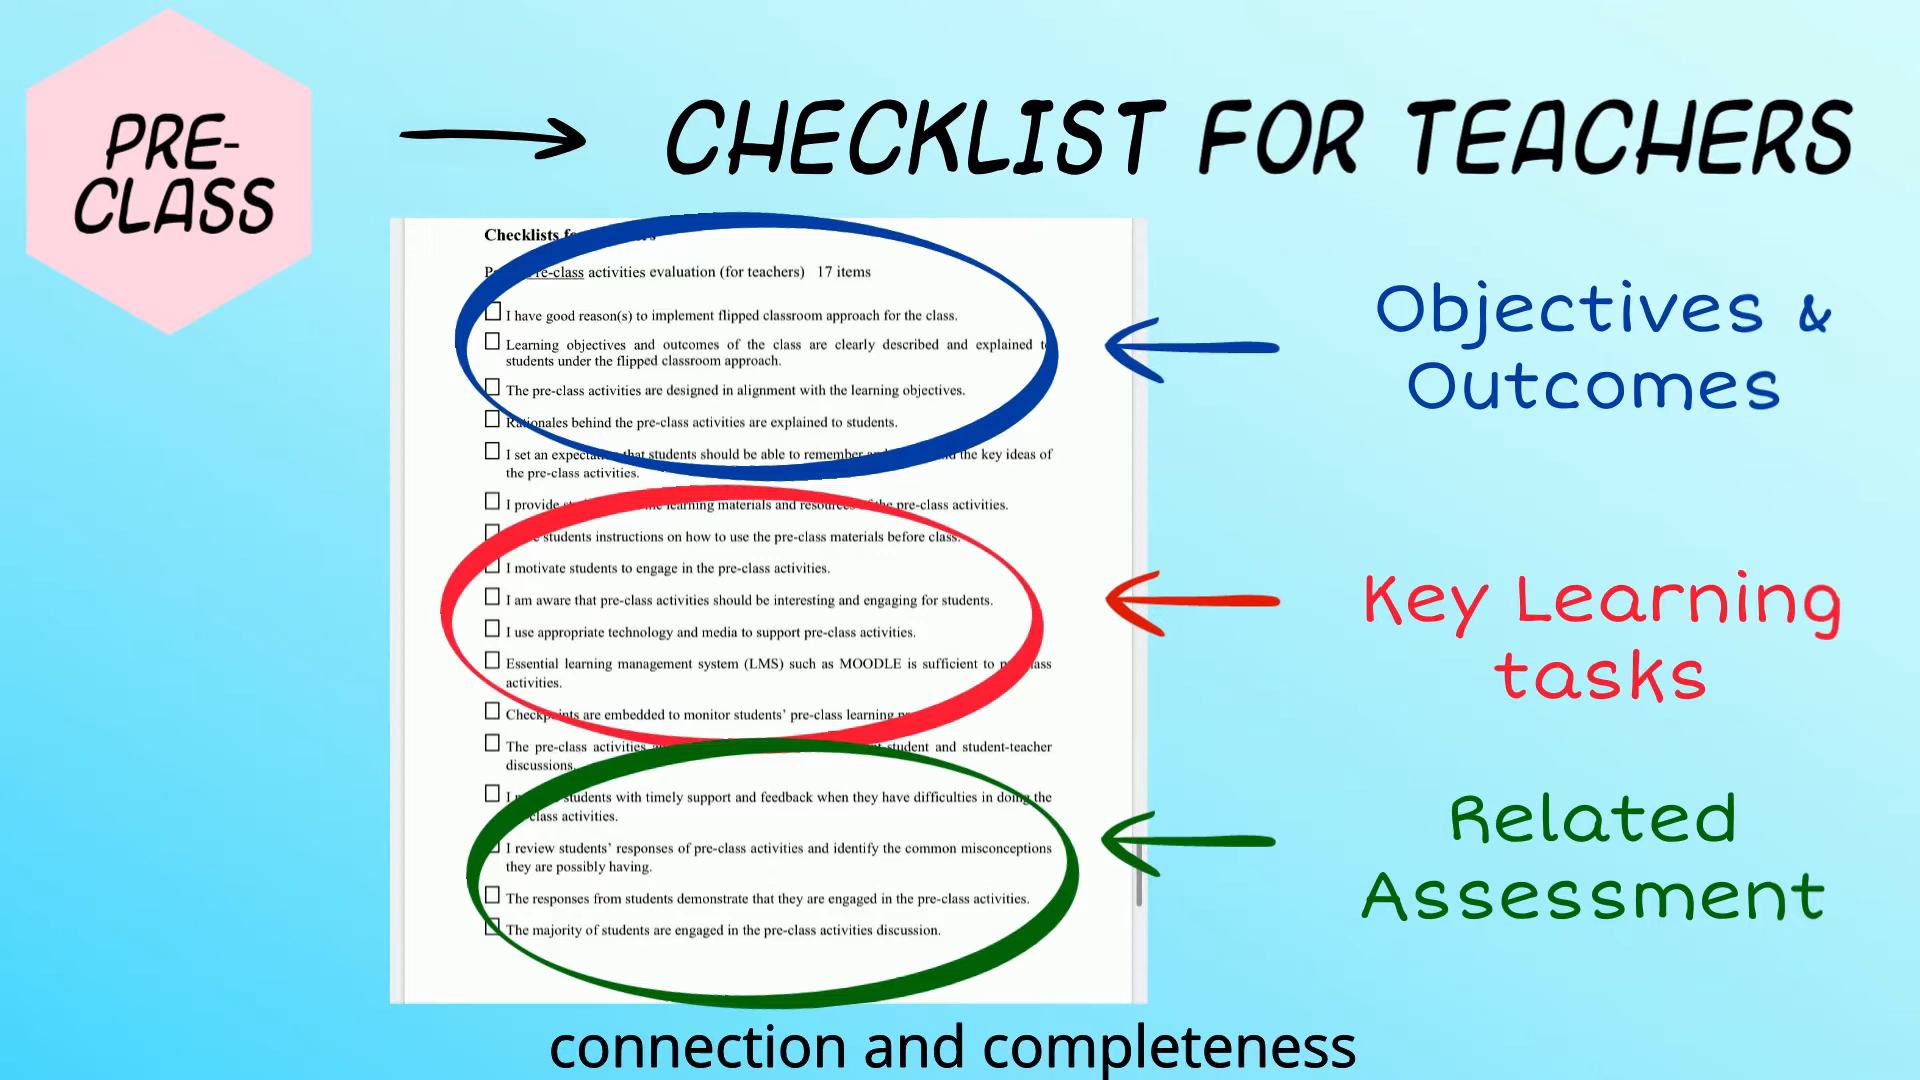 PRE-
CLASS
CHECKLIST FOR TEACHERS
Checklists
activities evaluation (for teachers) 17 items
I have good reason(s) to implement flipped classroom approach for the class.
Learning objectives and outcomes of the class are clearly described and explained
students under the flipped classroom approach.
The pre-class activities are designed in alignment with the learning objectives.
Rationales behind the pre-class activities are explained to students.
I set an that students should be able to remember the key ideas of
the pre-class activities.
I provide learning materials and resources the pre-class activities.
students instructions on how to use the pre-class materials before class.
I motivate students to engage in the pre-class activities.
I am aware that pre-class activities should be interesting and engaging for students.
I use appropriate technology and media to support pre-class activities.
Essential learning management system (LMS) such as MOODLE is sufficient to
activities.
Checkpoints are embedded to monitor students' pre-class learning
The pre-class activities student and student-teacher
discussions.
I students with timely support and feedback when they have difficulties in doing the
class activities.
I review students' responses of pre-class activities and identify the common misconceptions
they are possibly having.
The responses from students demonstrate that they are engaged in the pre-class activities.
The majority of students are engaged in the pre-class activities discussion.
Objectives &
Outcomes
Key Learning
tasks
Related
Assessment
connection and completeness